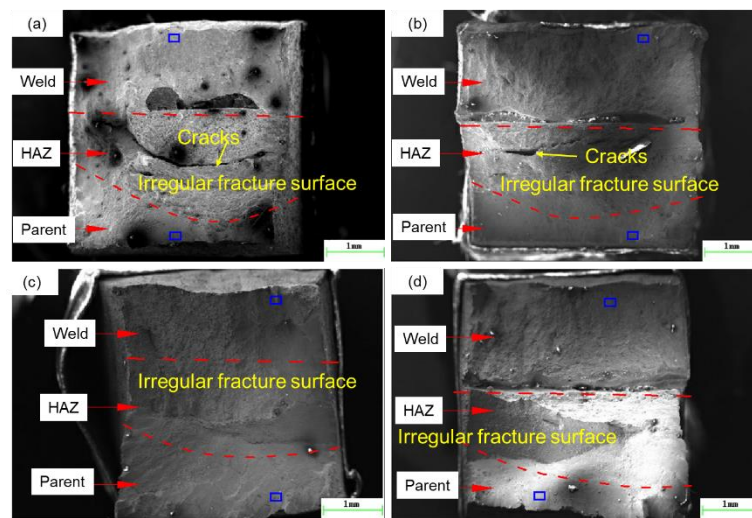 (a)
Weld
HAZ
Cracks
Irregular fracture surface
Parent
1mm
(b)
Weld
HAZ
Cracks
Irregular fracture surface
Parent
1mm
(c)
Weld
Irregular fracture surface
HAZ
Parent
1mm
(d)
Weld
HAZ
Irregular fracture surface
Parent
1mm